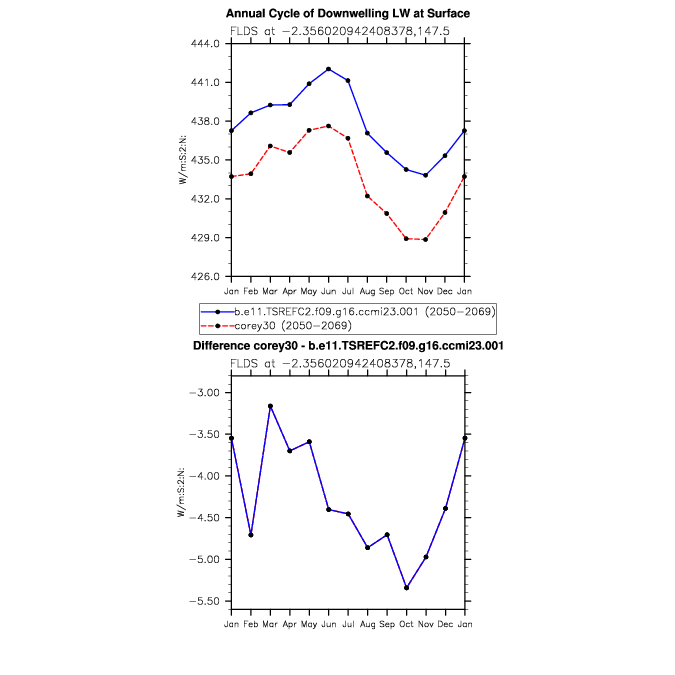 Annual Cycle of Downwelling LW at Surface
FLDS at −2.356020942408378,147.5
444.0
441.0
438.0
435.0
432.0
429.0
426.0
W/m:S:2:N:
Jan Feb Mar Apr May Jun Jul Aug Sep Oct Nov Dec Jan
b.e11.TSREFC2.f09.g16.ccmi23.001 (2050−2069)
corey30 (2050−2069)
Difference corey30 - b.e11.TSREFC2.f09.g16.ccmi23.001
FLDS at −2.356020942408378,147.5
−3.00
−3.50
−4.00
−4.50
−5.00
−5.50
W/m:S:2:N:
Jan Feb Mar Apr May Jun Jul Aug Sep Oct Nov Dec Jan